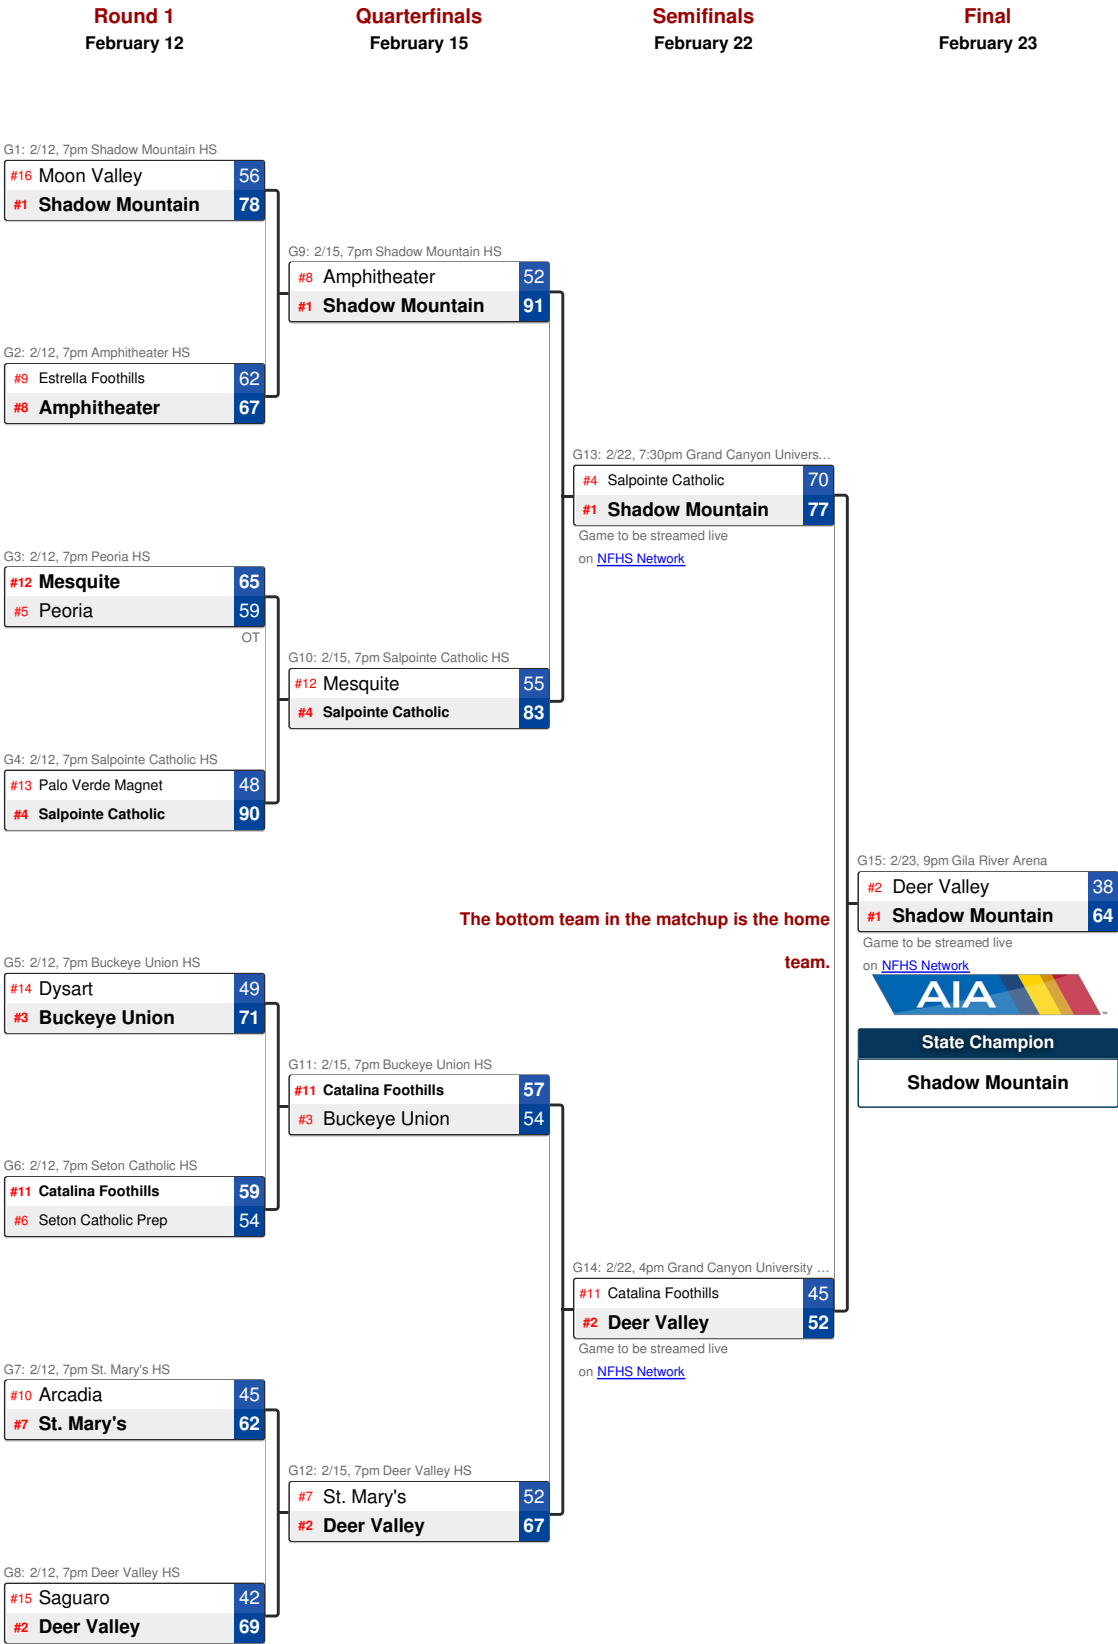 Round 1
February 12
Quarterfinals
February 15
Semifinals
February 22
Final
February 23
G1: 2/12, 7pm Shadow Mountain HS
#16 Moon Valley 56
#1 Shadow Mountain 78
G2: 2/12, 7pm Amphitheater HS
#9 Estrella Foothills 62
#8 Amphitheater 67
G3: 2/12, 7pm Peoria HS
#12 Mesquite 65
#5 Peoria 59
OT
G4: 2/12, 7pm Salpointe Catholic HS
#13 Palo Verde Magnet 48
#4 Salpointe Catholic 90
G5: 2/12, 7pm Buckeye Union HS
#14 Dysart 49
#3 Buckeye Union 71
G6: 2/12, 7pm Seton Catholic HS
#11 Catalina Foothills 59
#6 Seton Catholic Prep 54
G7: 2/12, 7pm St. Mary's HS
#10 Arcadia 45
#7 St. Mary's 62
G8: 2/12, 7pm Deer Valley HS
#15 Saguaro 42
#2 Deer Valley 69
G9: 2/15, 7pm Shadow Mountain HS
#8 Amphitheater 52
#1 Shadow Mountain 91
G10: 2/15, 7pm Salpointe Catholic HS
#12 Mesquite 55
#4 Salpointe Catholic 83
G11: 2/15, 7pm Buckeye Union HS
#11 Catalina Foothills 57
#3 Buckeye Union 54
G12: 2/15, 7pm Deer Valley HS
#7 St. Mary's 52
#2 Deer Valley 67
G13: 2/22, 7:30pm Grand Canyon Univers...
#4 Salpointe Catholic 70
#1 Shadow Mountain 77
Game to be streamed live
on NFHS Network
The bottom team in the matchup is the home
team.
G14: 2/22, 4pm Grand Canyon University ...
#11 Catalina Foothills 45
#2 Deer Valley 52
Game to be streamed live
on NFHS Network
G15: 2/23, 9pm Gila River Arena
#2 Deer Valley 38
#1 Shadow Mountain 64
Game to be streamed live
on NFHS Network
AIA
State Champion
Shadow Mountain